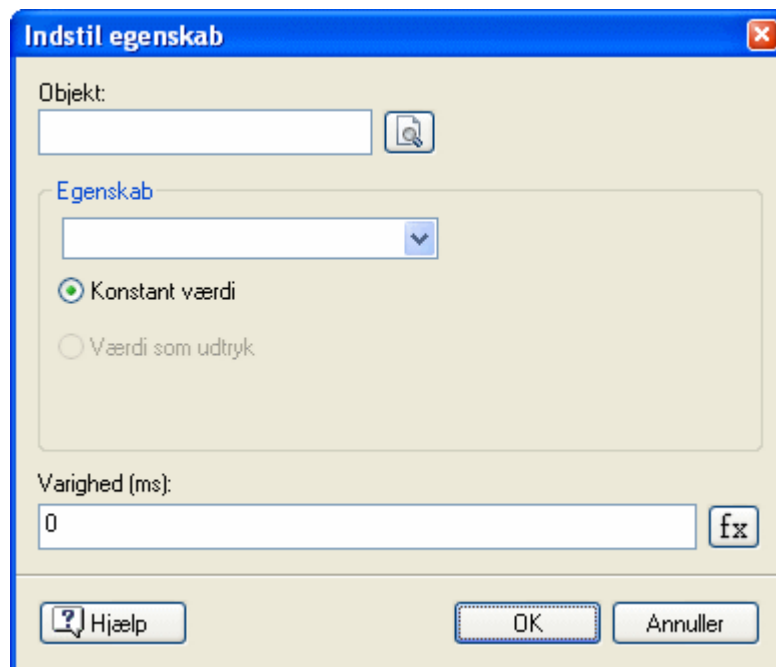 Indstil egenskab
Objekt:
Egenskab
Konstant værdi
Værdi som udtryk
Varighed (ms):
0
fx
Hjælp
OK
Annuller